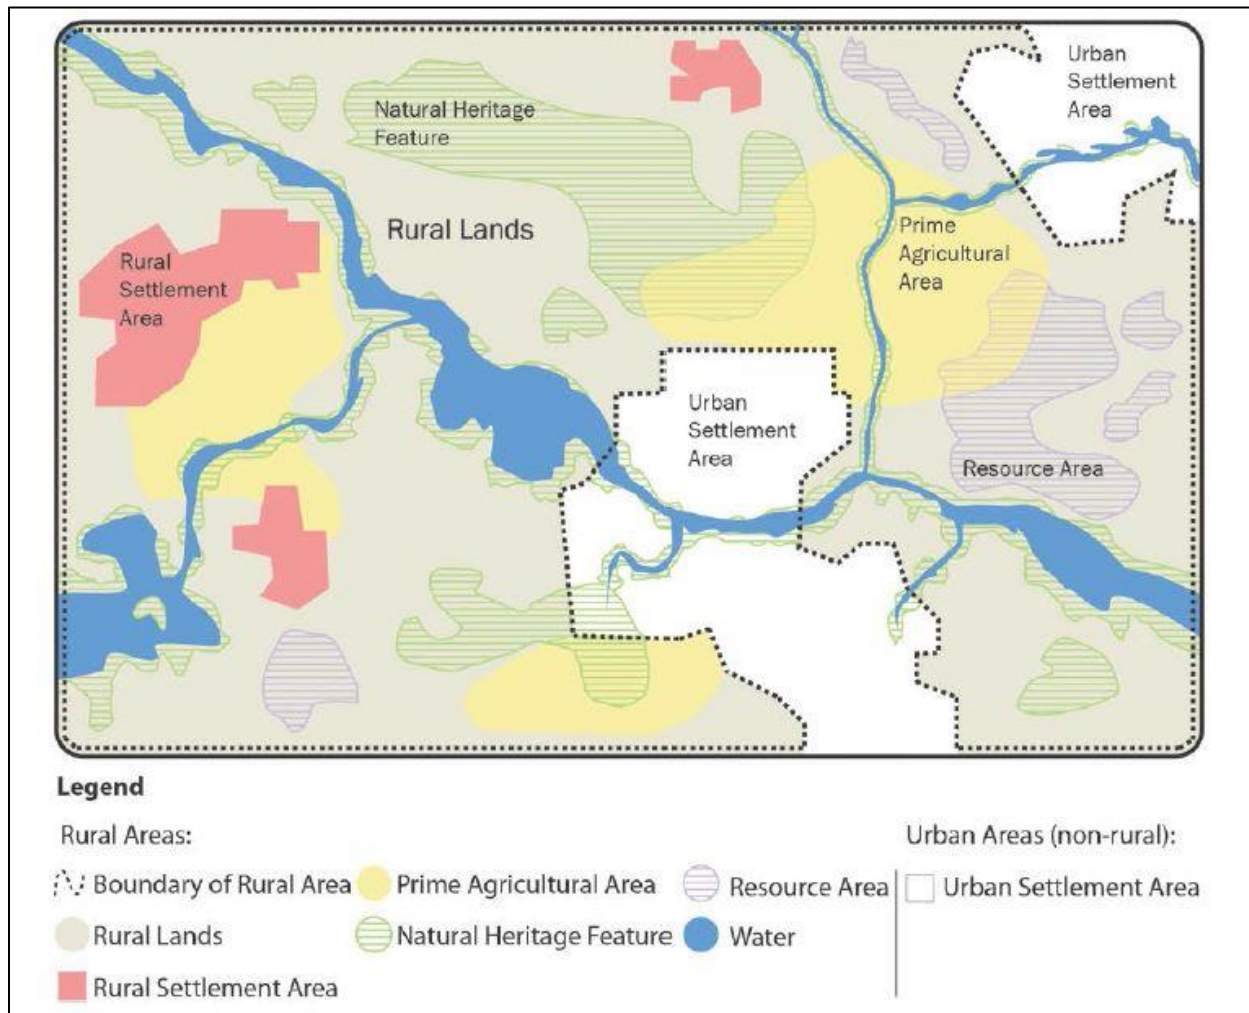 Urban
Settlement
Area
Natural Heritage
Feature
Rural Lands
Prime
Agricultural
Area
Rural
Settlement
Area
Urban
Settlement
Area
Resource Area
Legend
Rural Areas:
Urban Areas (non-rural):
Boundary of Rural Area
Prime Agricultural Area
Resource Area
Urban Settlement Area
Rural Lands
Natural Heritage Feature
Water
Rural Settlement Area